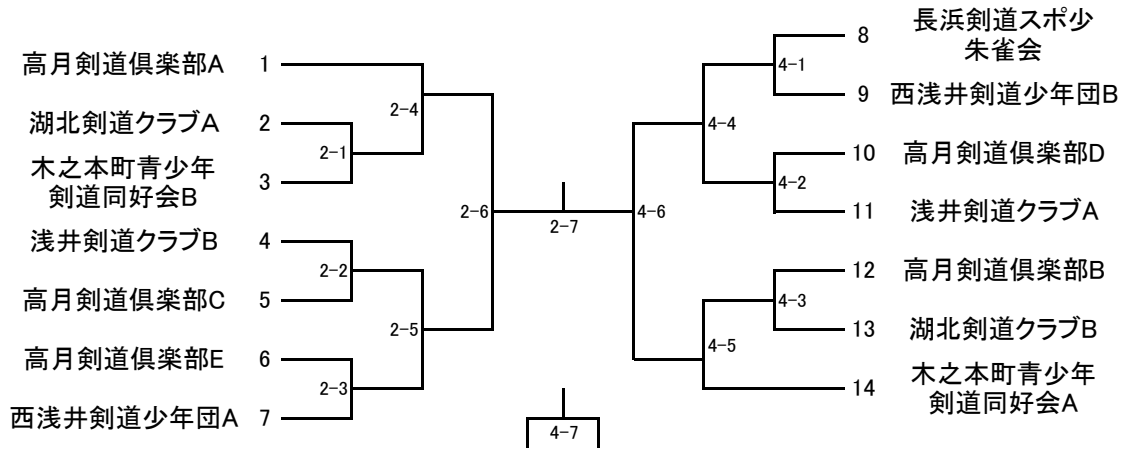 高月剣道倶楽部A 1
湖北剣道クラブA 2
木之本町青少年
剣道同好会B 3
浅井剣道クラブB 4
高月剣道倶楽部C 5
高月剣道倶楽部E 6
西浅井剣道少年団A 7
2-4
2-1
2-2
2-5
2-3
2-6
2-7
4-7
4-6
4-4
4-5
4-1
4-2
4-3
8 長浜剣道スポ少
朱雀会
9 西浅井剣道少年団B
10 高月剣道倶楽部D
11 浅井剣道クラブA
12 高月剣道倶楽部B
13 湖北剣道クラブB
14 木之本町青少年
剣道同好会A